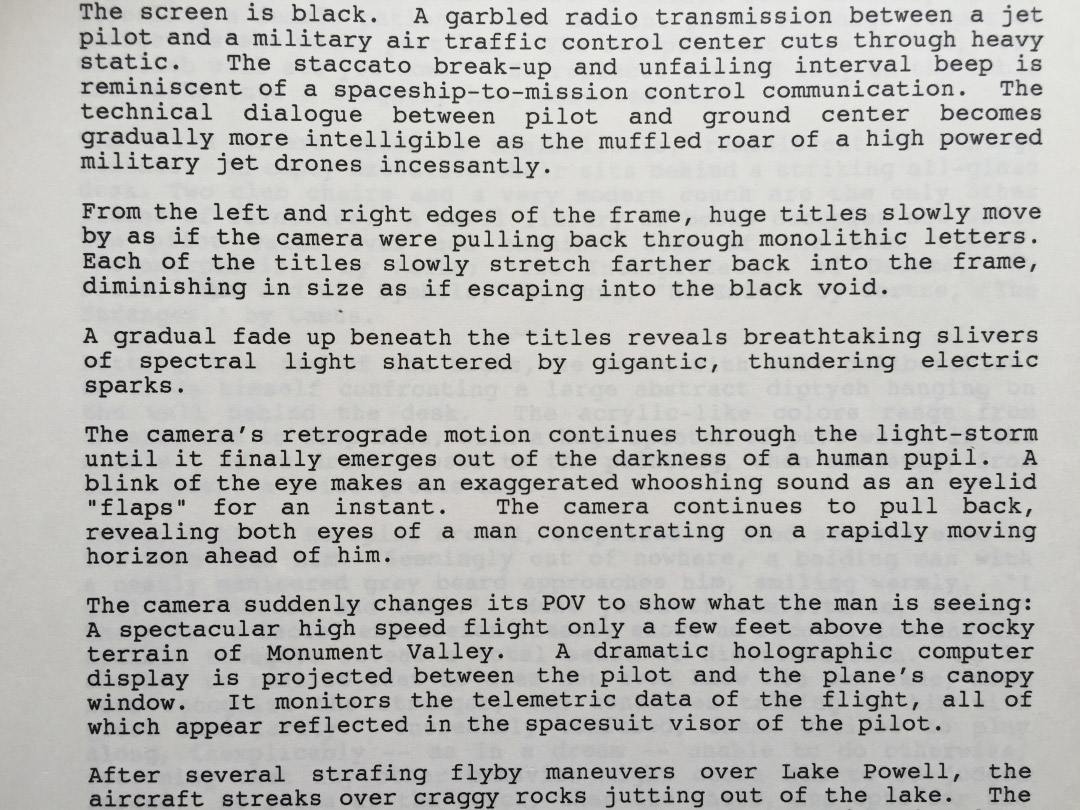 The screen is black. A garbled radio transmission between a jet
pilot and a military air traffic control center cuts through heavy
static. The staccato break-up and unfailing interval beep is
reminiscent of a spaceship-to-mission control communication. The
technical dialogue between pilot and ground center becomes
gradually more intelligible as the muffled roar of a high powered
military jet drones incessantly.
From the left and right edges of the frame, huge titles slowly move
by as if the camera were pulling back through monolithic letters.
Each of the titles slowly stretch farther back into the frame,
diminishing in size as if escaping into the black void.
A gradual fade up beneath the titles reveals breathtaking slivers
of spectral light shattered by gigantic, thundering electric
sparks.
The camera's retrograde motion continues through the light-storm
until it finally emerges out of the darkness of a human pupil. A
blink of the eye makes an exaggerated whooshing sound as an eyelid
"flaps" for an instant. The camera continues to pull back,
revealing both eyes of a man concentrating on a rapidly moving
horizon ahead of him.
The camera suddenly changes its POV to show what the man is seeing:
A spectacular high speed flight only a few feet above the rocky
terrain of Monument Valley. A dramatic holographic computer
display is projected between the pilot and the plane's canopy
window. It monitors the telemetric data of the flight, all of
which appear reflected in the spacesuit visor of the pilot.
After several strafing flyby maneuvers over Lake Powell, the
aircraft streaks over craggy rocks jutting out of the lake. The